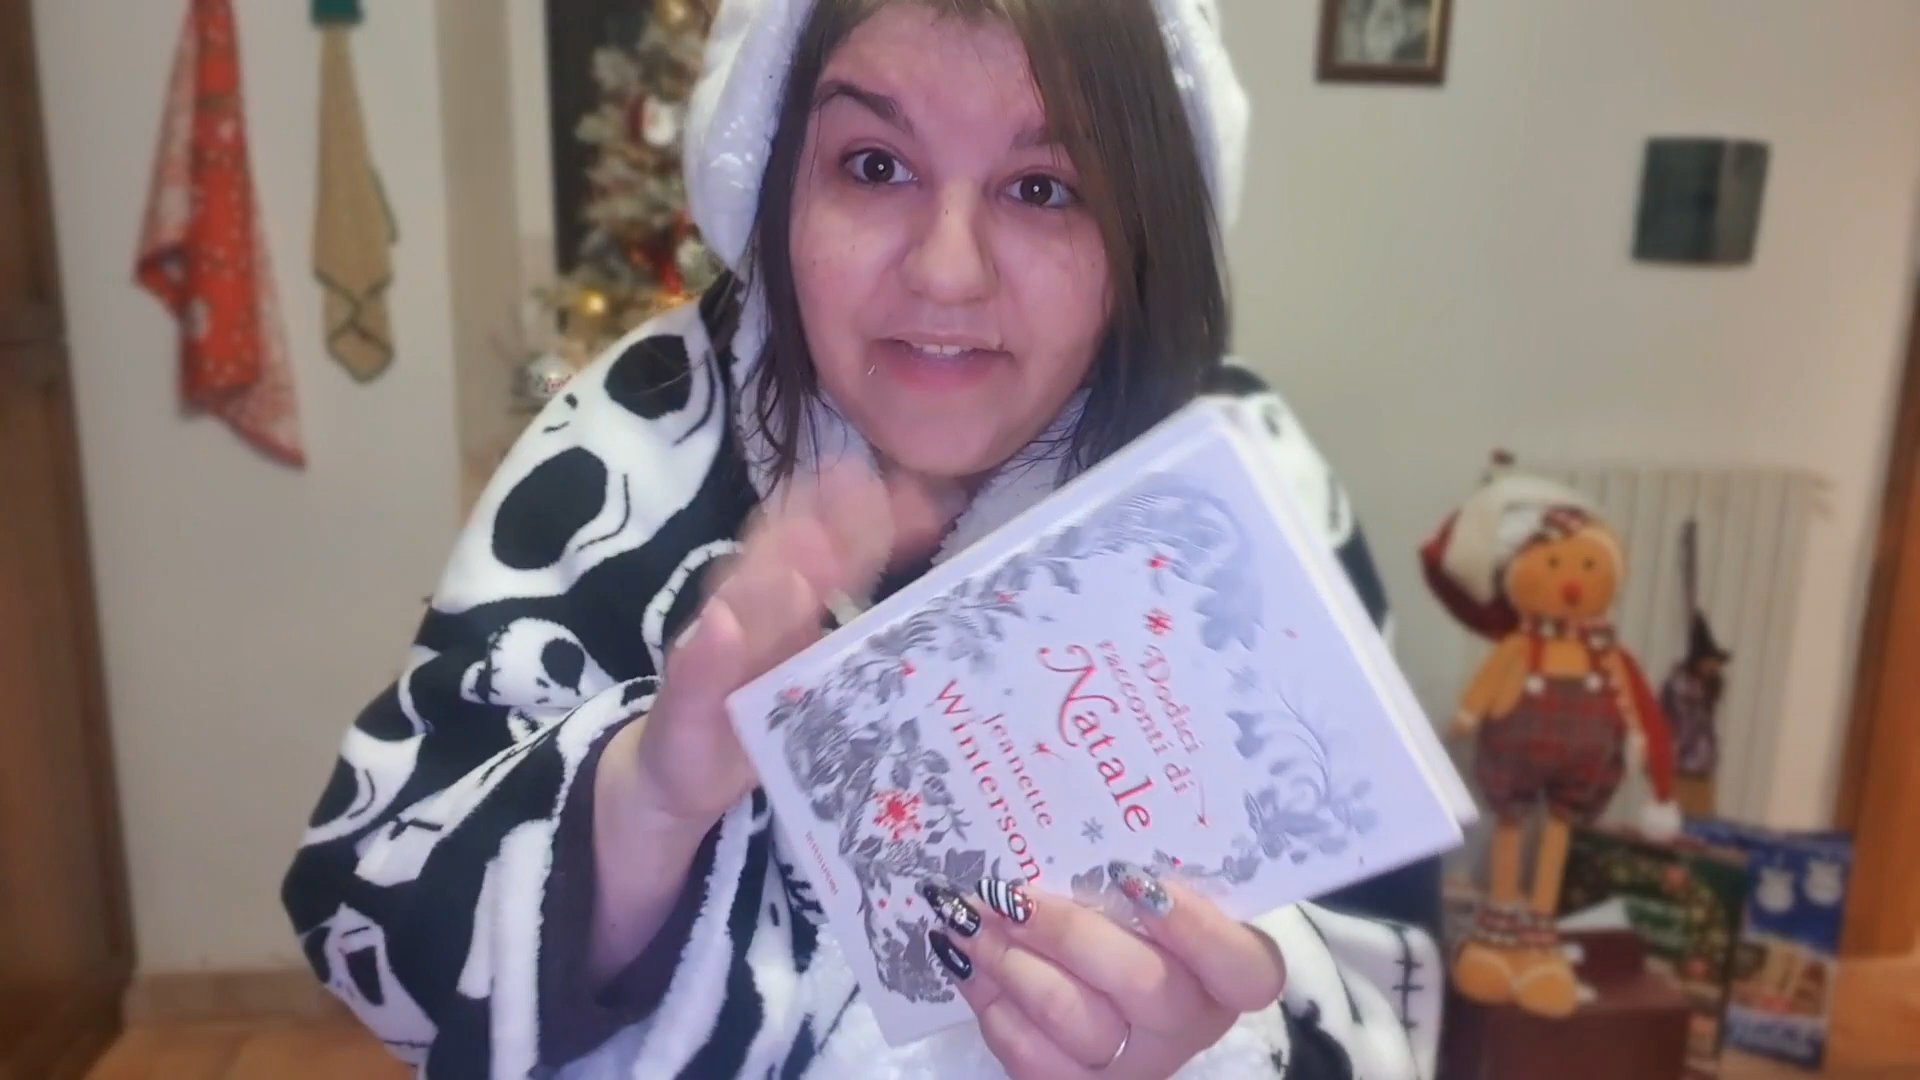 Dodici
racconti di
Natale
Jeanette
Winterson